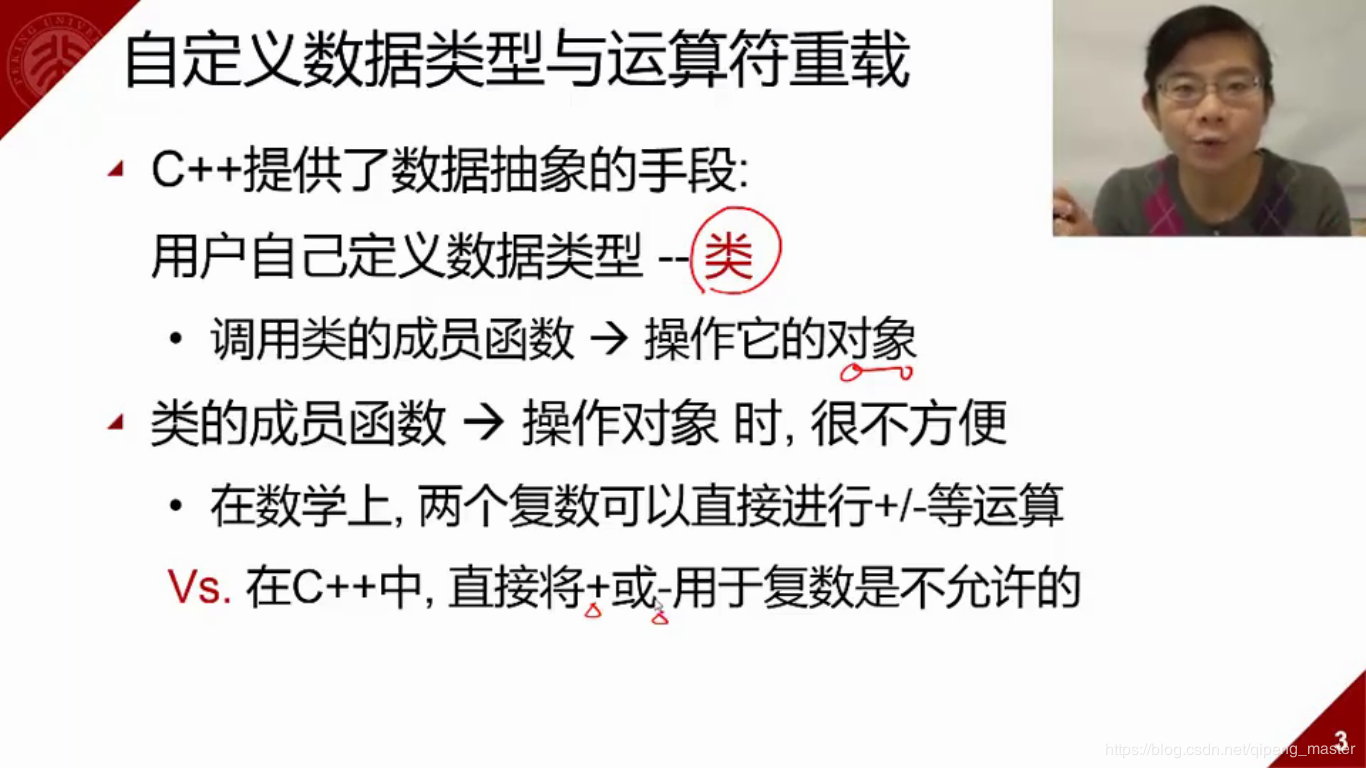 自定义数据类型与运算符重载
C++提供了数据抽象的手段:
用户自己定义数据类型 --类
• 调用类的成员函数 → 操作它的对象
类的成员函数 → 操作对象 时, 很不方便
• 在数学上, 两个复数可以直接进行+/-等运算
Vs. 在C++中, 直接将+或-用于复数是不允许的
3
https://blog.csdn.net/qipang_master